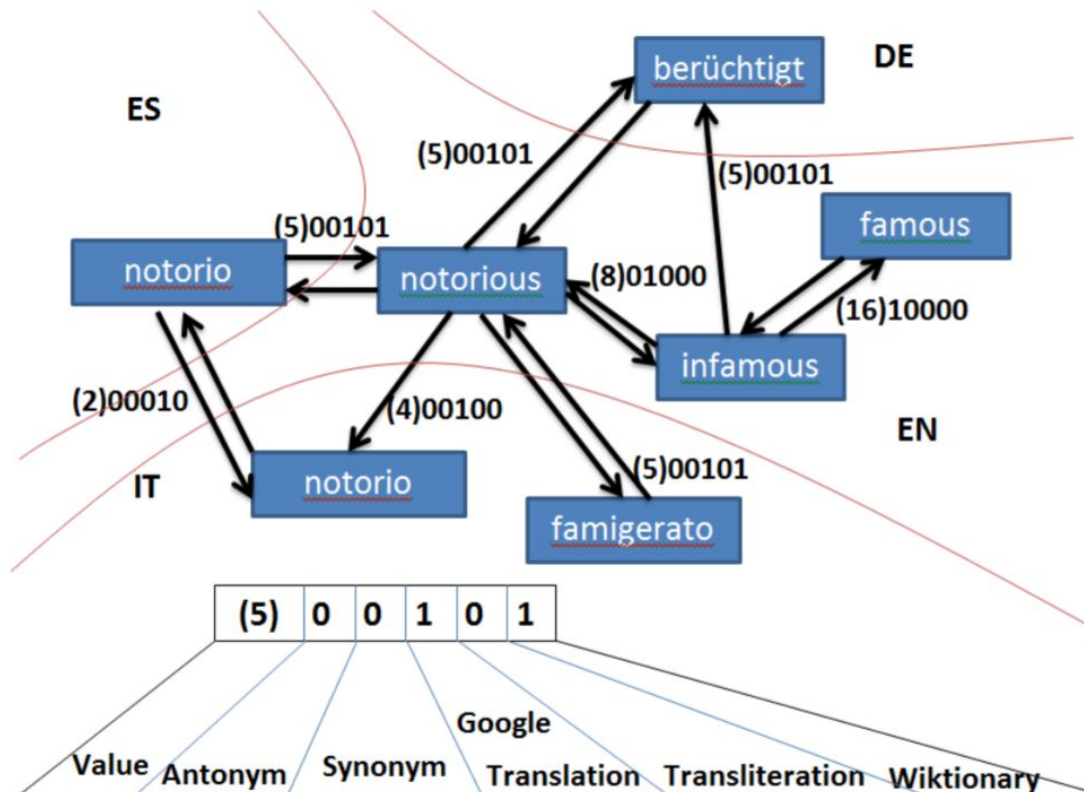 berüchtigt
DE
ES
(5)00101
(5)00101
famous
(5)00101
notorio
notorious
(8)01000
(16)10000
infamous
(2)00010
(4)00100
EN
IT
notorio
(5)00101
famigerato
(5) 0 0 1 0 1
Google
Value Antonym Synonym Translation Transliteration Wiktionary